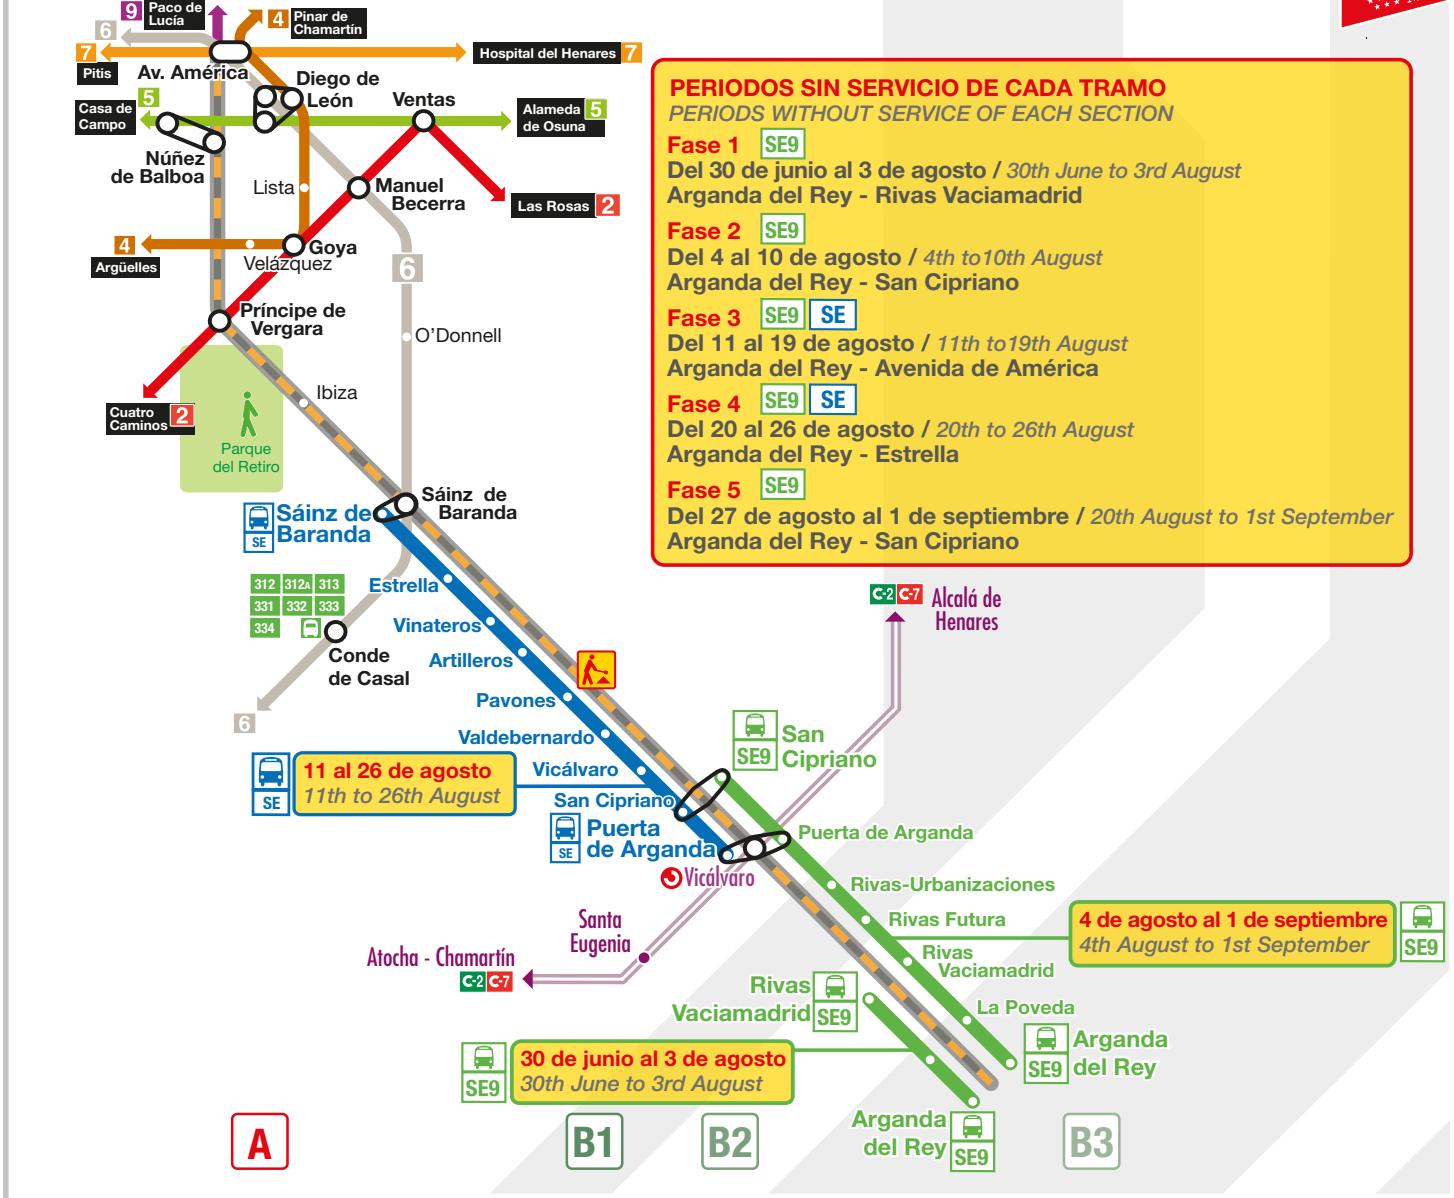 9
Paco de
Lucía
4
Pinar de
Chamartín
6
7
Pitis
Av. América
Hospital del Henares 7
Diego de
León
Casa de
Campo
5
Ventas
Alameda 5
de Osuna
Núñez
de Balboa
Lista
Manuel
Becerra
Las Rosas 2
4
Argüelles
Goya
Velázquez
6
Príncipe de
Vergara
O'Donnell
Ibiza
Cuatro
Caminos 2
Parque
del Retiro
PERIODOS SIN SERVICIO DE CADA TRAMO
PERIODS WITHOUT SERVICE OF EACH SECTION
Fase 1 SE9
Del 30 de junio al 3 de agosto / 30th June to 3rd August
Arganda del Rey - Rivas Vaciamadrid
Fase 2 SE9
Del 4 al 10 de agosto / 4th to10th August
Arganda del Rey - San Cipriano
Fase 3 SE9 SE
Del 11 al 19 de agosto / 11th to19th August
Arganda del Rey - Avenida de América
Fase 4 SE9 SE
Del 20 al 26 de agosto / 20th to 26th August
Arganda del Rey - Estrella
Fase 5 SE9
Del 27 de agosto al 1 de septiembre / 20th August to 1st September
Arganda del Rey - San Cipriano
Sáinz de
Baranda
SE
Sáinz de
Baranda
312 312A 313
331 332 333
334
Estrella
Vinateros
Conde
de Casal
Artilleros
Pavones
6
Valdebernardo
Vicálvaro
San Cipriano
SE
11 al 26 de agosto
11th to 26th August
SE
Puerta
de Arganda
C-2 C-7
Alcalá de
Henares
SE9
San
Cipriano
Puerta de Arganda
Vicálvaro
Rivas-Urbanizaciones
Rivas Futura
4 de agosto al 1 de septiembre
4th August to 1st September
SE9
Santa
Eugenia
Atocha - Chamartín
C-2 C-7
Rivas
Vaciamadrid
Rivas
Vaciamadrid
SE9
La Poveda
SE9
Arganda
del Rey
SE9
30 de junio al 3 de agosto
30th June to 3rd August
Arganda
del Rey
SE9
A
B1
B2
B3